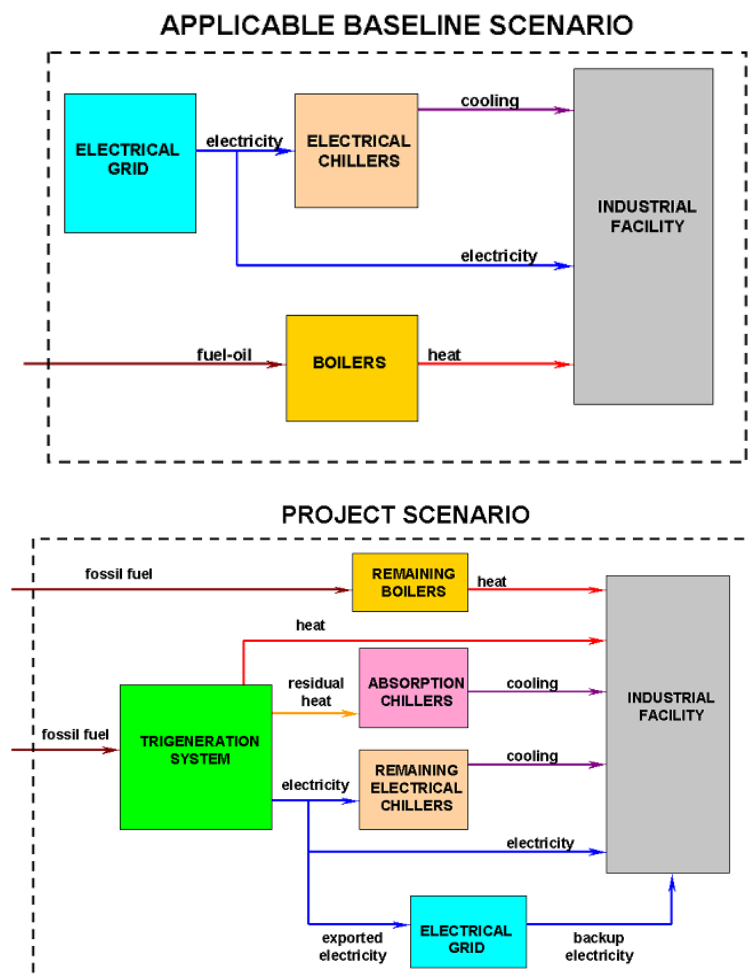 APPLICABLE BASELINE SCENARIO
cooling
electricity
ELECTRICAL
GRID
ELECTRICAL
CHILLERS
INDUSTRIAL
FACILITY
electricity
fuel-oil
BOILERS
heat
PROJECT SCENARIO
fossil fuel
REMAINING
BOILERS
heat
heat
residual
heat
ABSORPTION
CHILLERS
cooling
INDUSTRIAL
FACILITY
fossil fuel
TRIGENERATION
SYSTEM
electricity
REMAINING
ELECTRICAL
CHILLERS
cooling
electricity
exported
electricity
ELECTRICAL
GRID
backup
electricity